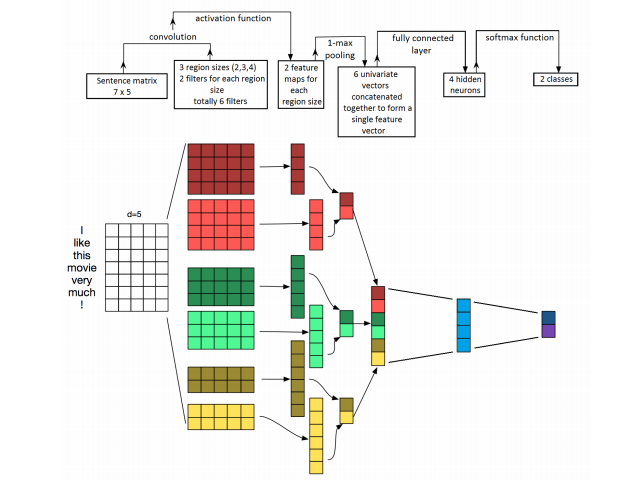 activation function
convolution
1-max
pooling
fully connected
layer
softmax function
Sentence matrix
7 x 5
3 region sizes (2,3,4)
2 filters for each region
size
totally 6 filters
2 feature
maps for
each
region size
6 univariate
vectors
concatenated
together to form a
single feature
vector
4 hidden
neurons
2 classes
d=5
I
like
this
movie
very
much
!